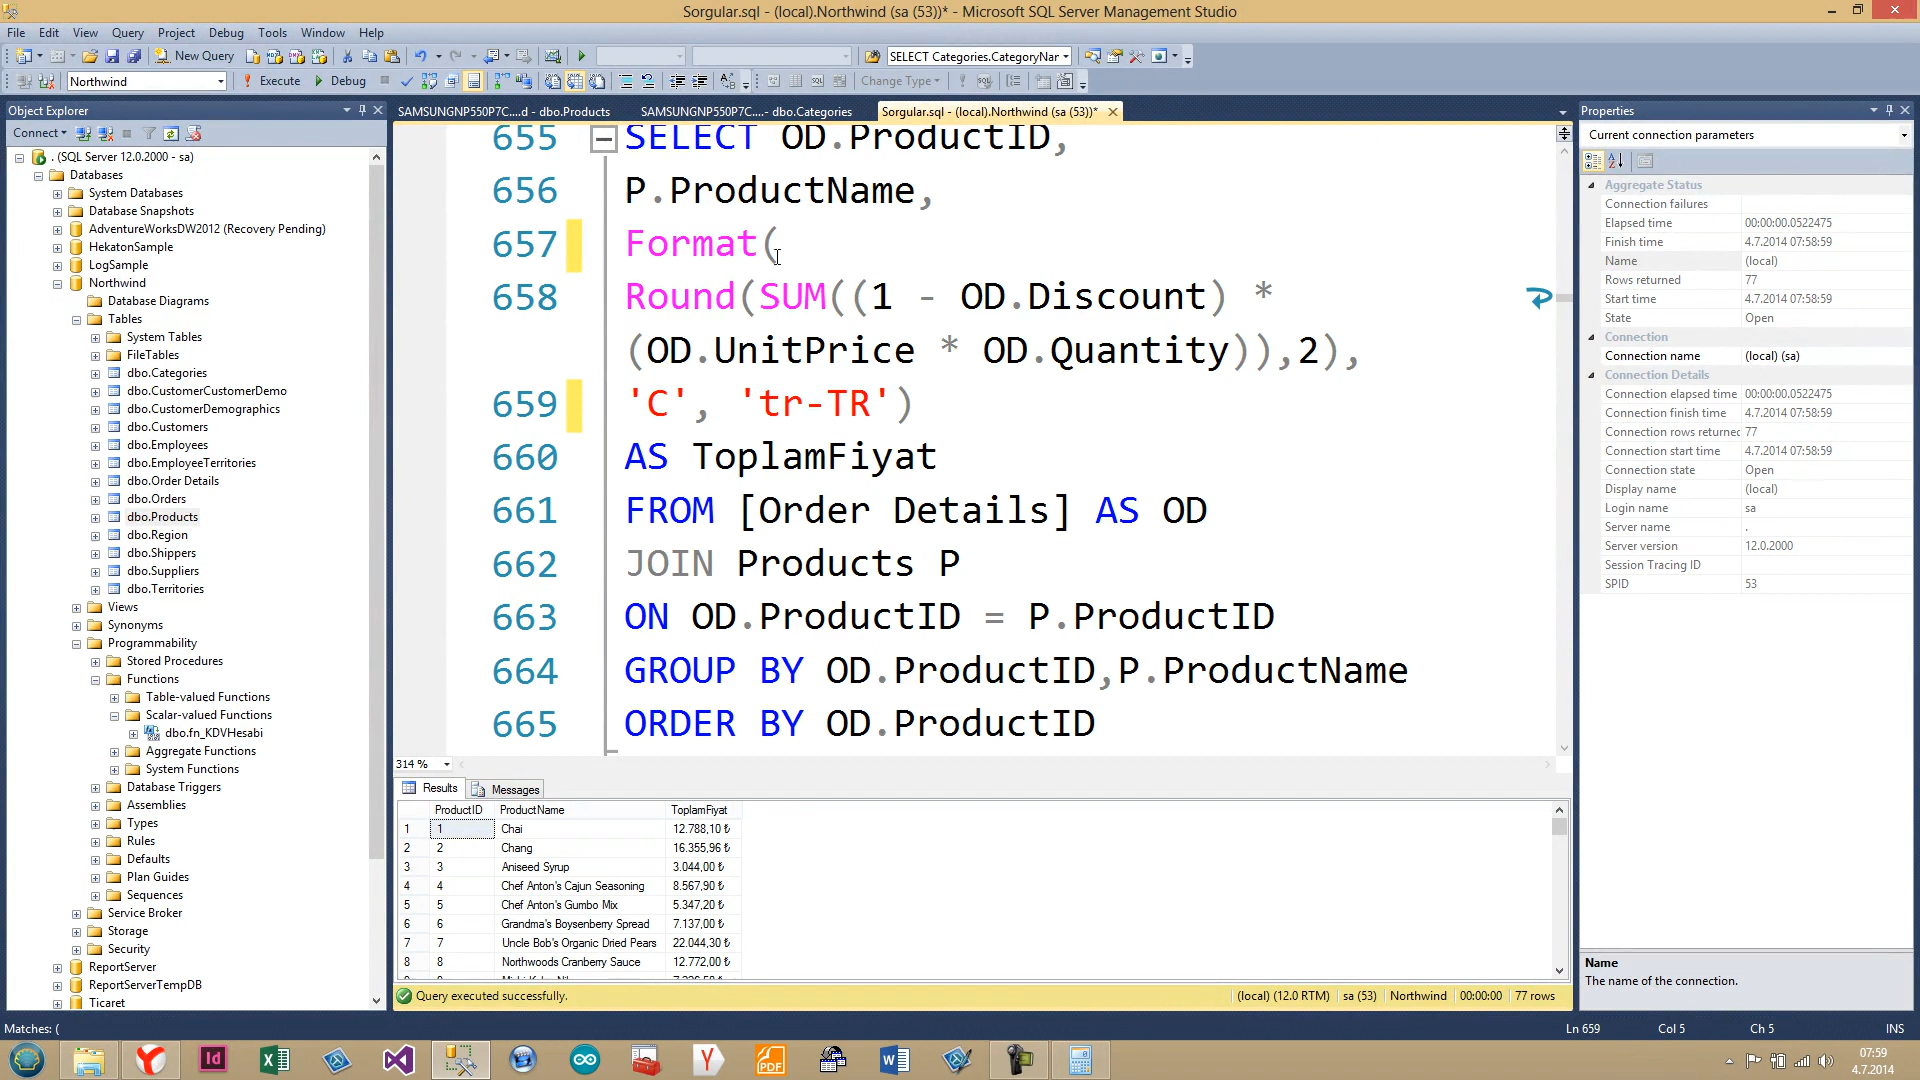 Sorgular.sql - (local).Northwind (sa (53))* - Microsoft SQL Server Management Studio
File Edit View Query Project Debug Tools Window Help
New Query
SELECT Categories.CategoryNar
Northwind
Execute
Debug
Change Type
Object Explorer
SAMSUNGNP550P7C....d - dbo.Products
SAMSUNGNP550P7C....- dbo.Categories
Sorgular.sql - (local).Northwind (sa (53))*
Connect
. (SQL Server 12.0.2000 - sa)
Databases
System Databases
Database Snapshots
AdventureWorksDW2012 (Recovery Pending)
HekatonSample
LogSample
Northwind
Database Diagrams
Tables
System Tables
FileTables
dbo.Categories
dbo.CustomerCustomerDemo
dbo.CustomerDemographics
dbo.Customers
dbo.Employees
dbo.EmployeeTerritories
dbo.Order Details
dbo.Orders
dbo.Products
dbo.Region
dbo.Shippers
dbo.Suppliers
dbo.Territories
Views
Synonyms
Programmability
Stored Procedures
Functions
Table-valued Functions
Scalar-valued Functions
dbo.fn_KDVHesabi
Aggregate Functions
System Functions
Database Triggers
Assemblies
Types
Rules
Defaults
Plan Guides
Sequences
Service Broker
Storage
Security
ReportServer
ReportServerTempDB
Ticaret
655 SELECT OD.ProductID,
656 P.ProductName,
657 Format(
658 Round(SUM((1 - OD.Discount) *
(OD.UnitPrice * OD.Quantity)),2),
659 'C', 'tr-TR')
660 AS ToplamFiyat
661 FROM [Order Details] AS OD
662 JOIN Products P
663 ON OD.ProductID = P.ProductID
664 GROUP BY OD.ProductID,P.ProductName
665 ORDER BY OD.ProductID
314 %
Results Messages
ProductID ProductName ToplamFiyat
1 1 Chai 12.788,10 ₺
2 2 Chang 16.355,96 ₺
3 3 Aniseed Syrup 3.044,00 ₺
4 4 Chef Anton's Cajun Seasoning 8.567,90 ₺
5 5 Chef Anton's Gumbo Mix 5.347,20 ₺
6 6 Grandma's Boysenberry Spread 7.137,00 ₺
7 7 Uncle Bob's Organic Dried Pears 22.044,30 ₺
8 8 Northwoods Cranberry Sauce 12.772,00 ₺
Query executed successfully.
(local) (12.0 RTM) sa (53) Northwind 00:00:00 77 rows
Properties
Current connection parameters
Aggregate Status
Connection failures
Elapsed time 00:00:00.0522475
Finish time 4.7.2014 07:58:59
Name (local)
Rows returned 77
Start time 4.7.2014 07:58:59
State Open
Connection
Connection name (local) (sa)
Connection Details
Connection elapsed time 00:00:00.0522475
Connection finish time 4.7.2014 07:58:59
Connection rows returned 77
Connection start time 4.7.2014 07:58:59
Connection state Open
Display name (local)
Login name sa
Server name .
Server version 12.0.2000
Session Tracing ID
SPID 53
Name
The name of the connection.
Matches: (
Ln 659 Col 5 Ch 5 INS
07:59
4.7.2014